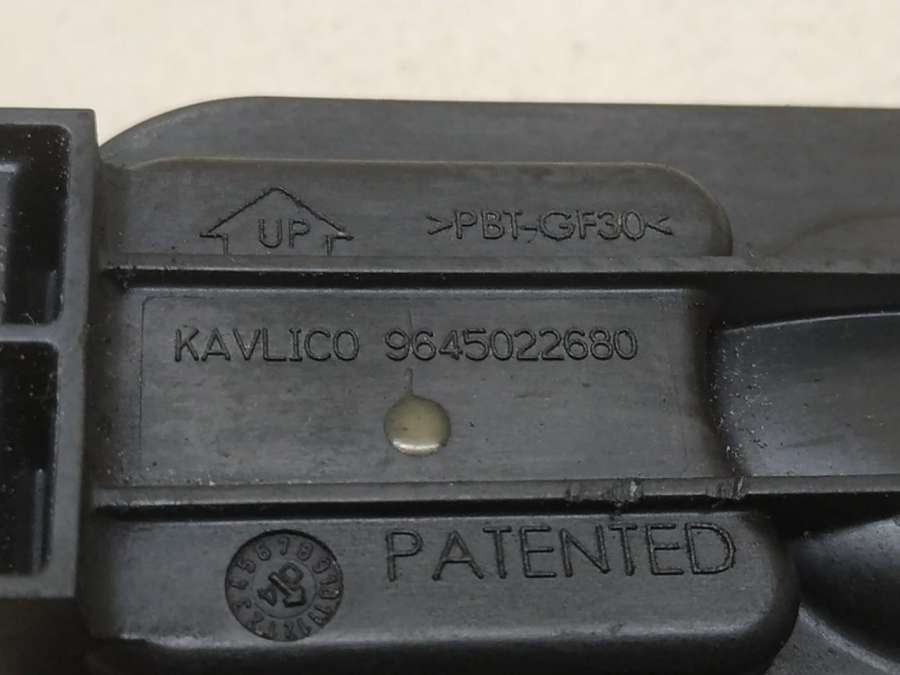 UP
>PBT-GF30<
KAVLICO 9645022680
PATENTED